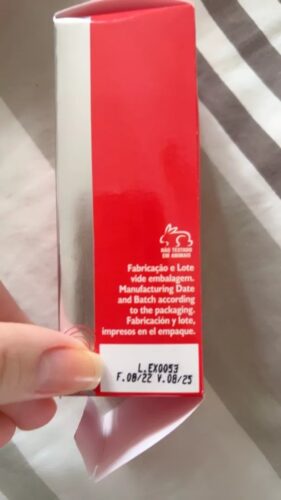 NÃO TESTADO
EM ANIMAIS
Fabricação e Lote
vide embalagem.
Manufacturing Date
and Batch according
to the packaging.
Fabricación y lote,
impresos en el empaque.
L.EX0053
F.08/22 V.08/25